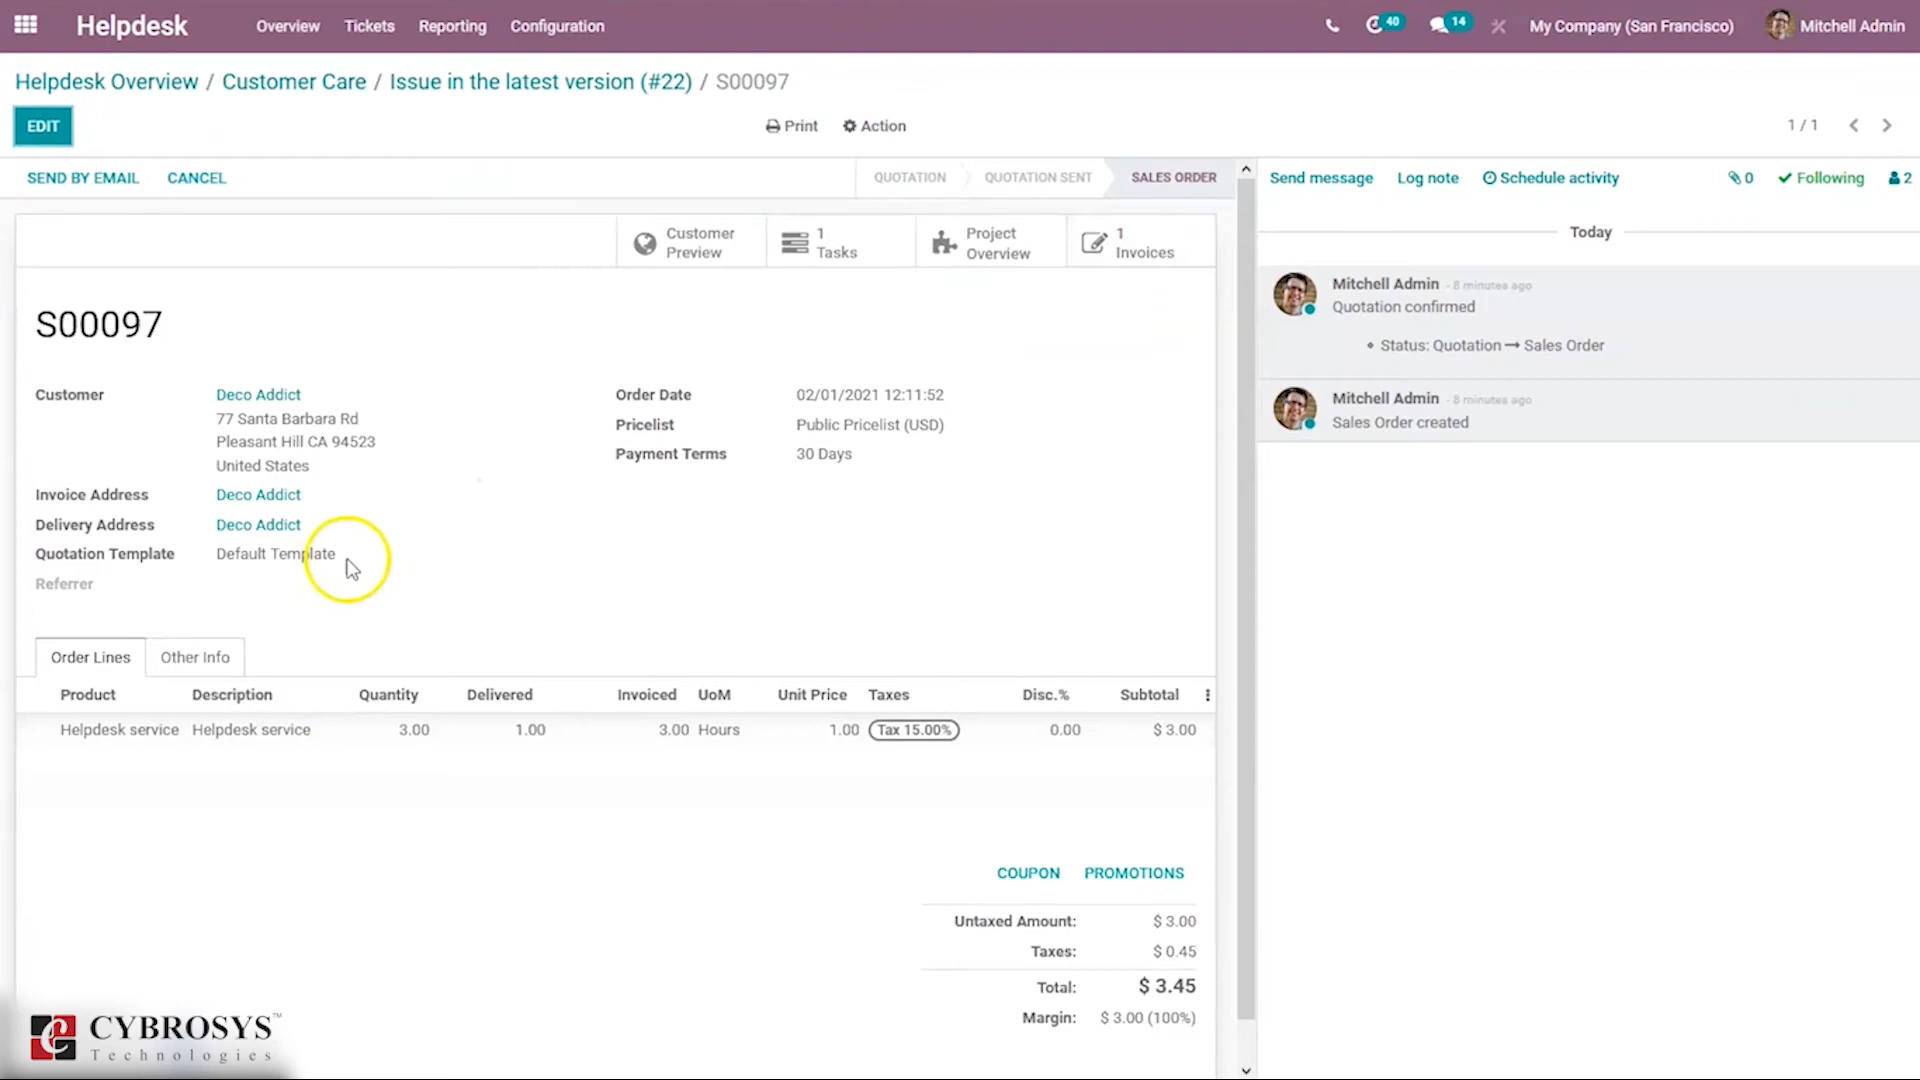 Helpdesk Overview Tickets Reporting Configuration 40 14 My Company (San Francisco) Mitchell Admin
Helpdesk Overview / Customer Care / Issue in the latest version (#22) / S00097
EDIT Print Action 1 / 1
SEND BY EMAIL CANCEL QUOTATION QUOTATION SENT SALES ORDER
Customer Preview
1 Tasks
Project Overview
1 Invoices
S00097
Customer Deco Addict
77 Santa Barbara Rd
Pleasant Hill CA 94523
United States
Invoice Address Deco Addict
Delivery Address Deco Addict
Quotation Template Default Template
Referrer
Order Date 02/01/2021 12:11:52
Pricelist Public Pricelist (USD)
Payment Terms 30 Days
Order Lines Other Info
Product Description Quantity Delivered Invoiced UoM Unit Price Taxes Disc.% Subtotal
Helpdesk service Helpdesk service 3.00 1.00 3.00 Hours 1.00 Tax 15.00% 0.00 $ 3.00
COUPON PROMOTIONS
Untaxed Amount: $ 3.00
Taxes: $ 0.45
Total: $ 3.45
Margin: $ 3.00 (100%)
Send message Log note Schedule activity 0 Following 2
Today
Mitchell Admin - 8 minutes ago
Quotation confirmed
• Status: Quotation → Sales Order
Mitchell Admin - 8 minutes ago
Sales Order created
CYBROSYS™
Technologies